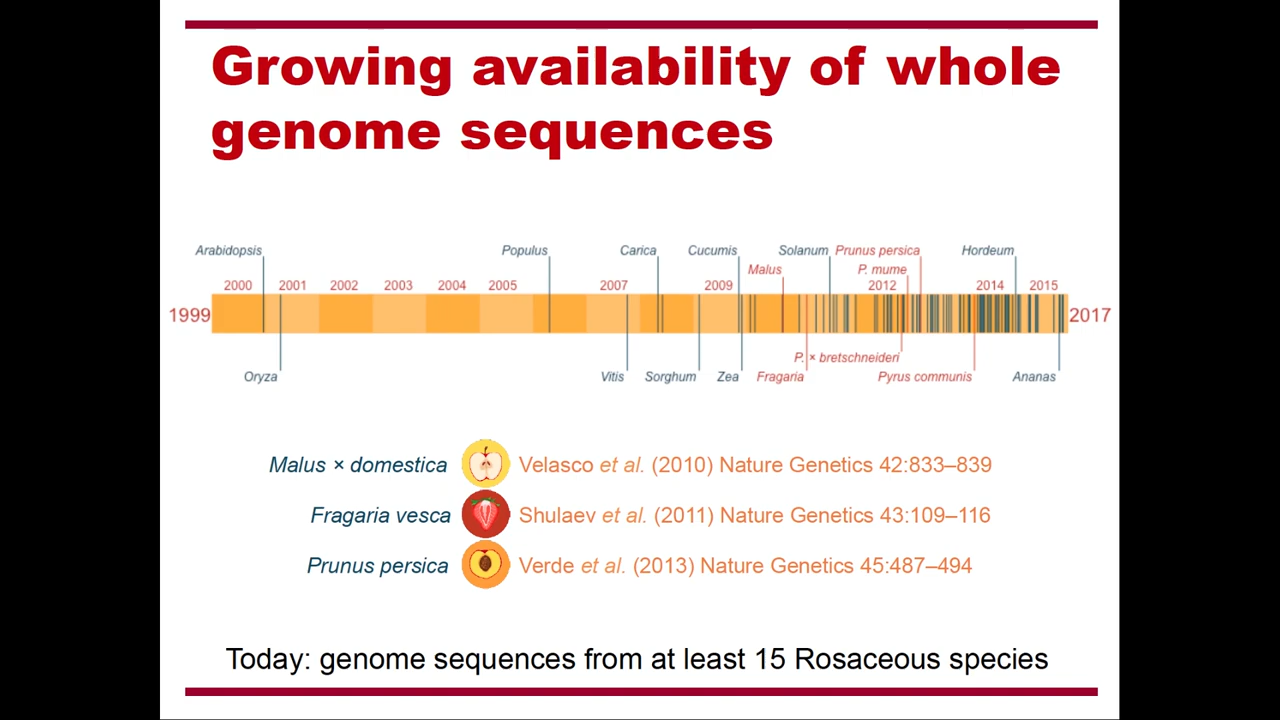 Growing availability of whole
genome sequences
Arabidopsis Populus Carica Cucumis Solanum Prunus persica Hordeum
Malus P. mume
2000 2001 2002 2003 2004 2005 2007 2009 2012 2014 2015
1999 2017
P. × bretschneideri
Oryza Vitis Sorghum Zea Fragaria Pyrus communis Ananas
Malus × domestica Velasco et al. (2010) Nature Genetics 42:833–839
Fragaria vesca Shulaev et al. (2011) Nature Genetics 43:109–116
Prunus persica Verde et al. (2013) Nature Genetics 45:487–494
Today: genome sequences from at least 15 Rosaceous species